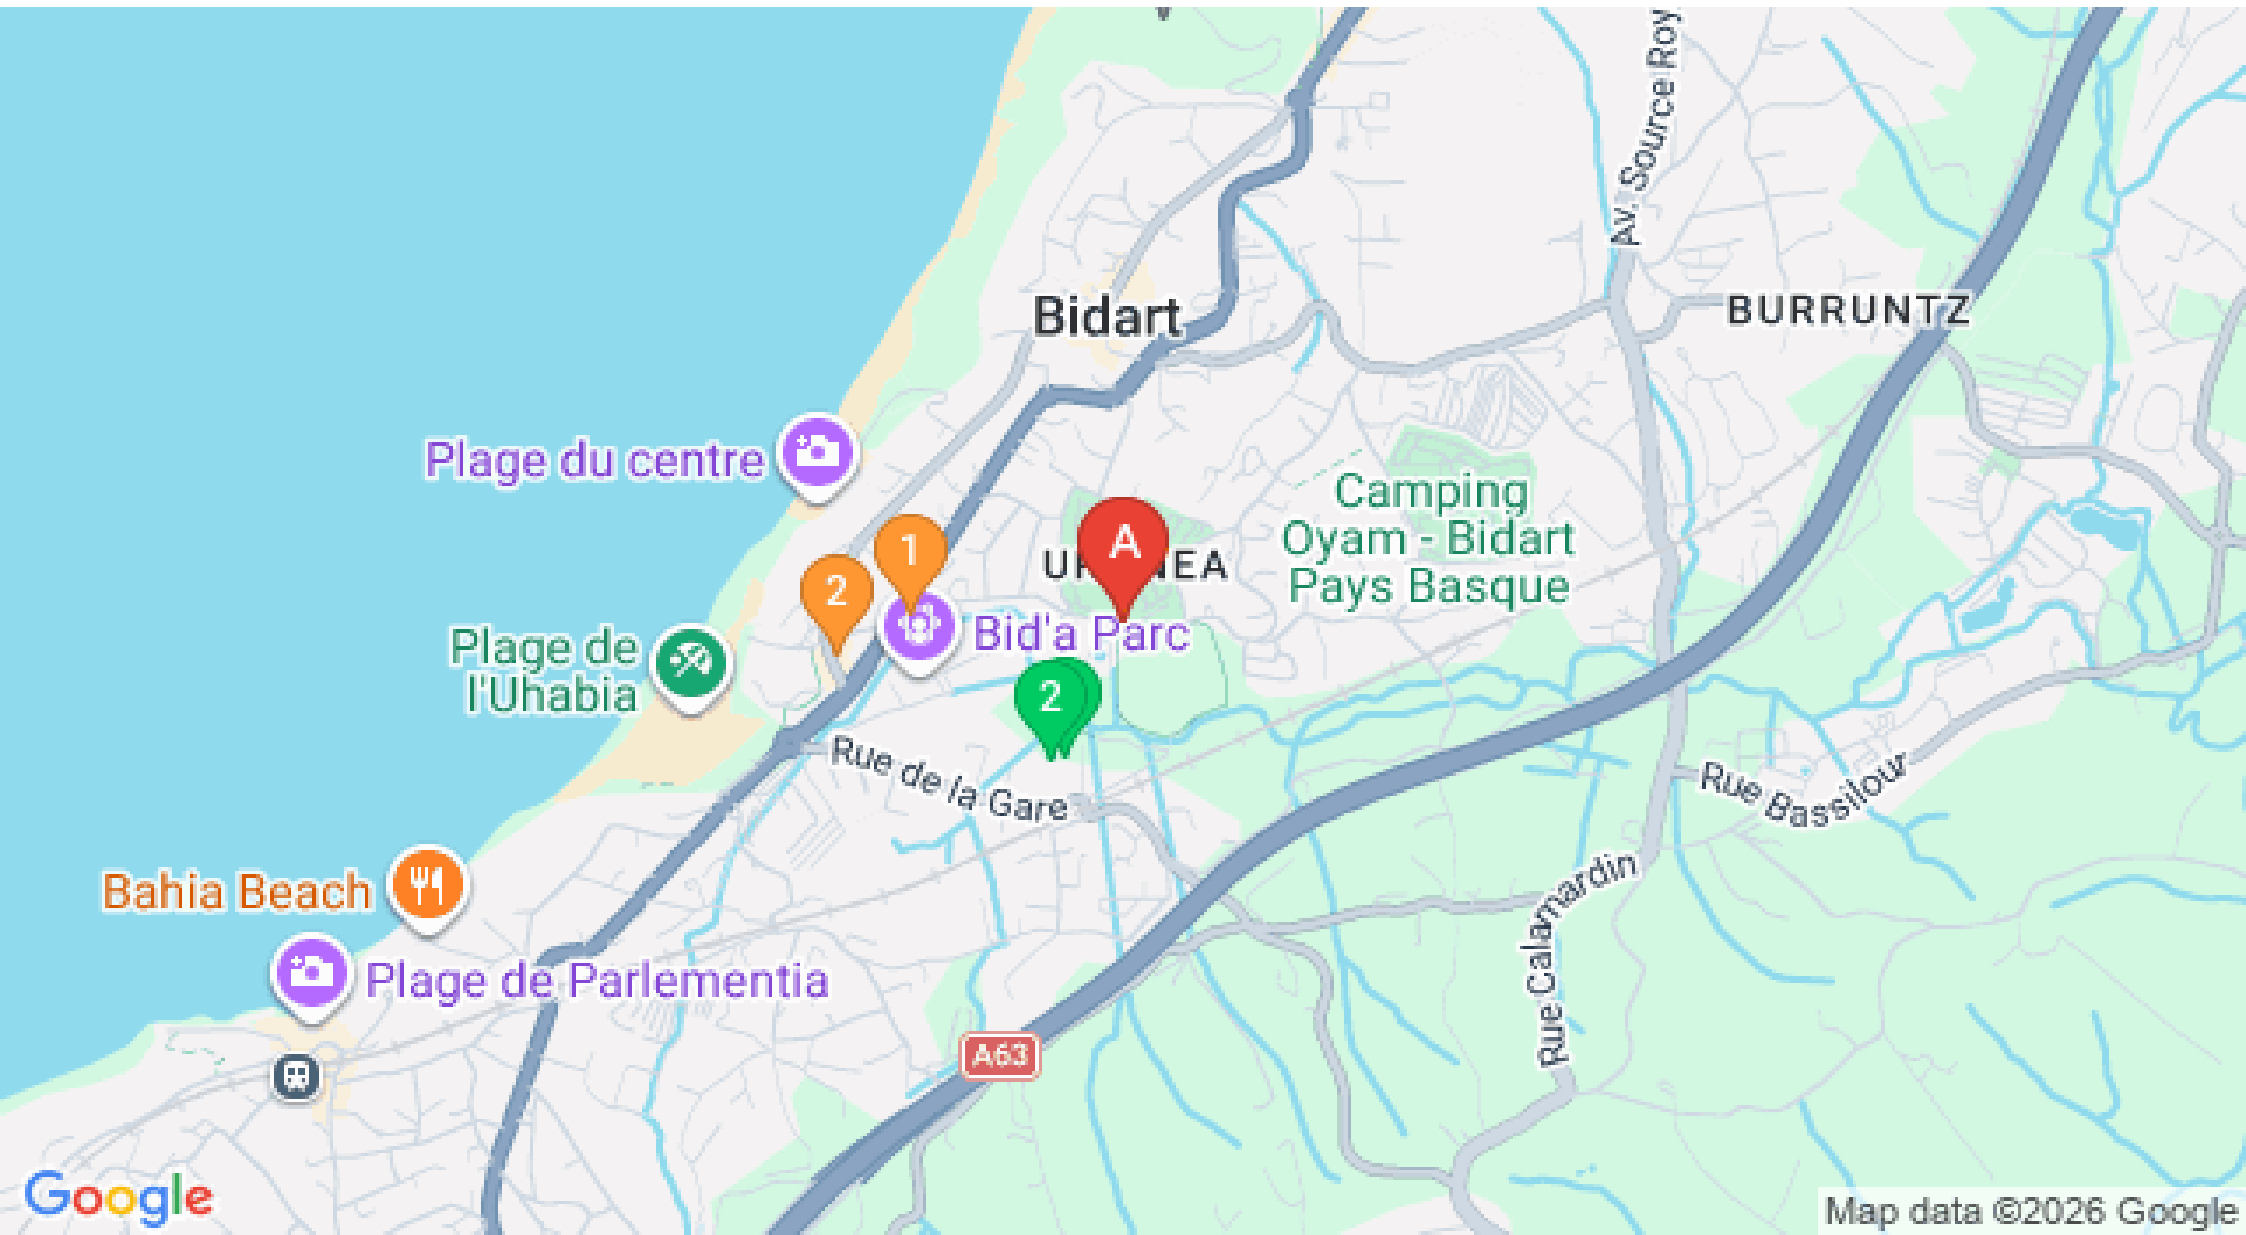 Av. Source Roy
Bidart
BURRUNTZ
Plage du centre
Camping
Oyam - Bidart
Pays Basque
A
1
2
Bid'a Parc
Plage de
l'Uhabia
2
Rue de la Gare
Rue Bassilour
Bahia Beach
Rue Calamardin
Plage de Parlementia
A63
Google
Map data ©2026 Google